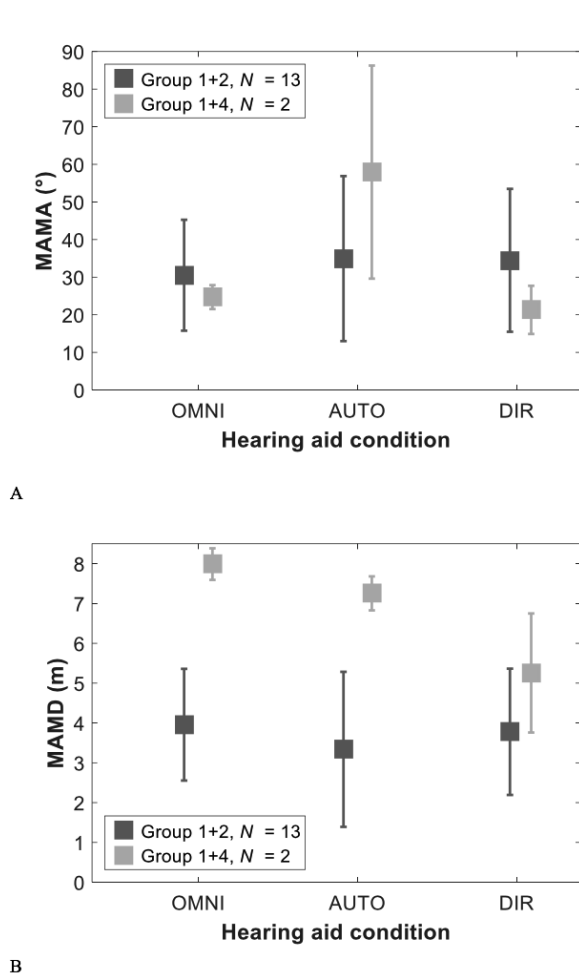 90
80
70
60
50
40
30
20
10
0
MAMA (°)
Group 1+2, N = 13
Group 1+4, N = 2
OMNI AUTO DIR
Hearing aid condition
A
8
7
6
5
4
3
2
1
0
MAMD (m)
Group 1+2, N = 13
Group 1+4, N = 2
OMNI AUTO DIR
Hearing aid condition
B